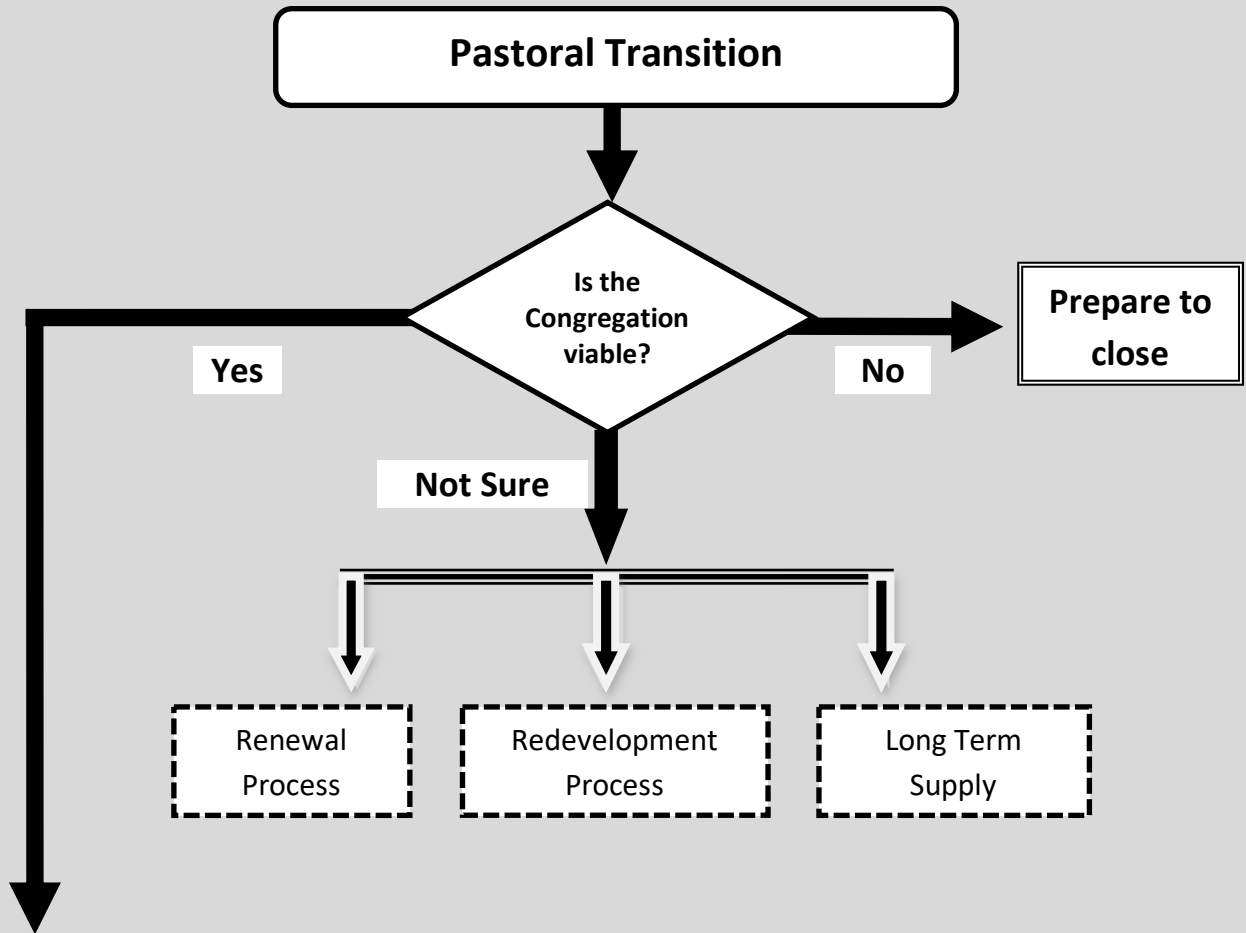 Pastoral Transition
Is the
Congregation
viable?
Prepare to
close
Yes
No
Not Sure
Renewal
Process
Redevelopment
Process
Long Term
Supply